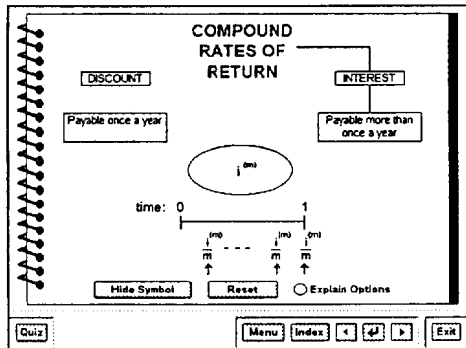 COMPOUND
RATES OF
RETURN
DISCOUNT
INTEREST
Payable once a year
Payable more than
once a year
i(m)
time: 0 1
i(m) - - - i(m) i(m)
m m m
Hide Symbol Reset Explain Options
Quiz Menu Index Exit